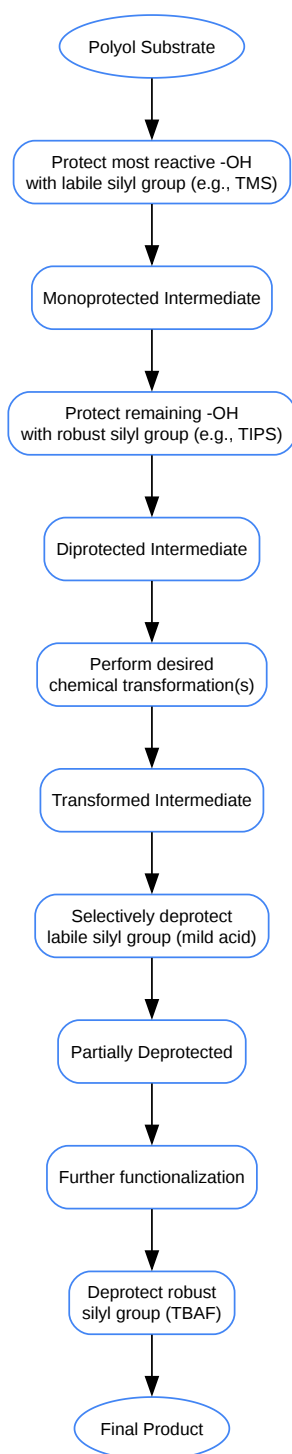 Polyol Substrate
Protect most reactive -OH
with labile silyl group (e.g., TMS)
Monoprotected Intermediate
Protect remaining -OH
with robust silyl group (e.g., TIPS)
Diprotected Intermediate
Perform desired
chemical transformation(s)
Transformed Intermediate
Selectively deprotect
labile silyl group (mild acid)
Partially Deprotected
Further functionalization
Deprotect robust
silyl group (TBAF)
Final Product